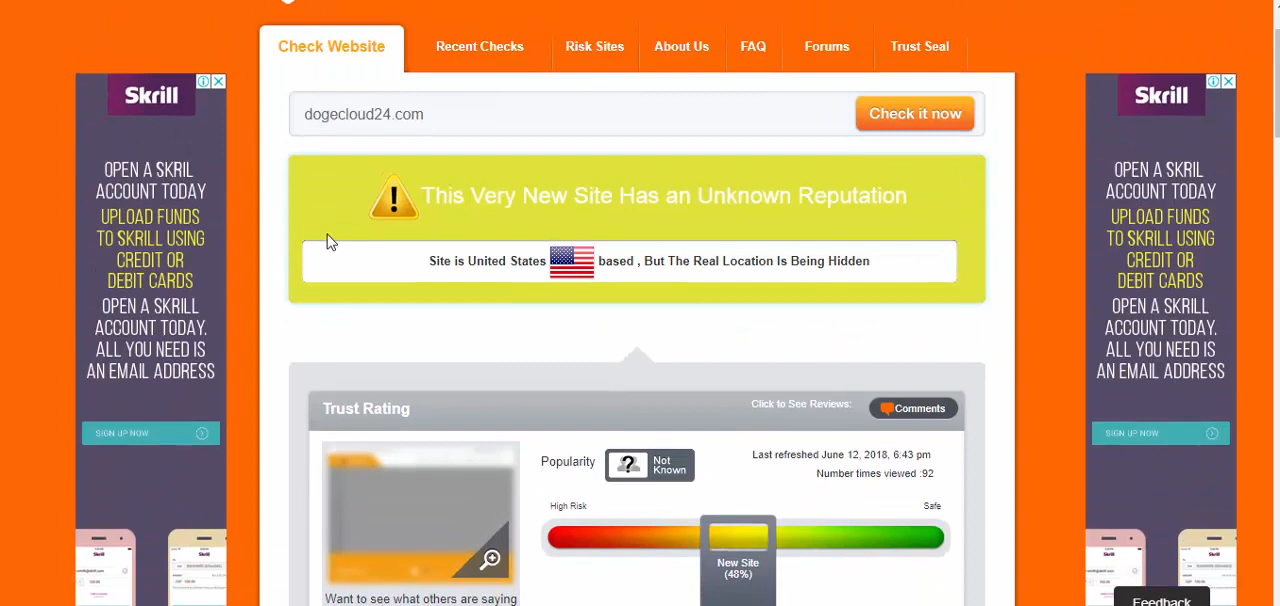 Check Website
Recent Checks
Risk Sites
About Us
FAQ
Forums
Trust Seal
Skrill
OPEN A SKRIL
ACCOUNT TODAY
UPLOAD FUNDS
TO SKRILL USING
CREDIT OR
DEBIT CARDS
OPEN A SKRILL
ACCOUNT TODAY.
ALL YOU NEED IS
AN EMAIL ADDRESS
SIGN UP NOW
dogecloud24.com
Check it now
This Very New Site Has an Unknown Reputation
Site is United States based , But The Real Location Is Being Hidden
Trust Rating
Click to See Reviews:
Comments
Popularity
Not
Known
Last refreshed June 12, 2018, 6:43 pm
Number times viewed :92
High Risk
Safe
New Site
(48%)
Want to see what others are saying
Skrill
OPEN A SKRIL
ACCOUNT TODAY
UPLOAD FUNDS
TO SKRILL USING
CREDIT OR
DEBIT CARDS
OPEN A SKRILL
ACCOUNT TODAY.
ALL YOU NEED IS
AN EMAIL ADDRESS
SIGN UP NOW
Feedback